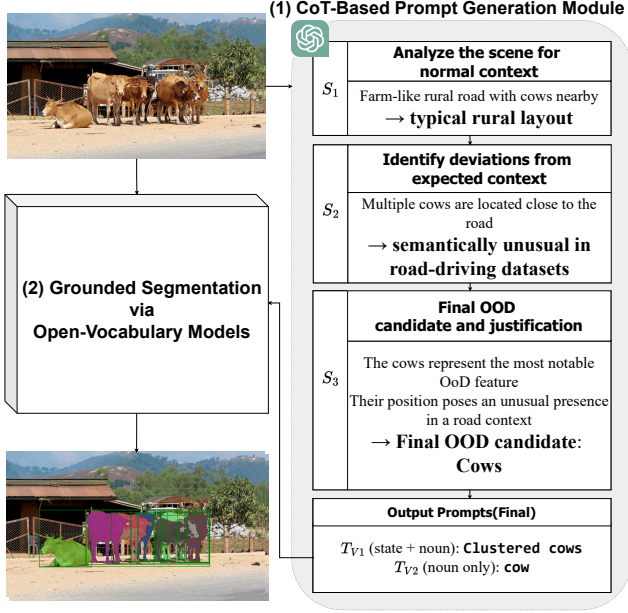 (1) CoT-Based Prompt Generation Module
S1
Analyze the scene for
normal context
Farm-like rural road with cows nearby
→ typical rural layout
S2
Identify deviations from
expected context
Multiple cows are located close to the
road
→ semantically unusual in
road-driving datasets
S3
Final OOD
candidate and justification
The cows represent the most notable
OoD feature
Their position poses an unusual presence
in a road context
→ Final OOD candidate:
Cows
Output Prompts(Final)
TV1 (state + noun): Clustered cows
TV2 (noun only): cow
(2) Grounded Segmentation
via
Open-Vocabulary Models